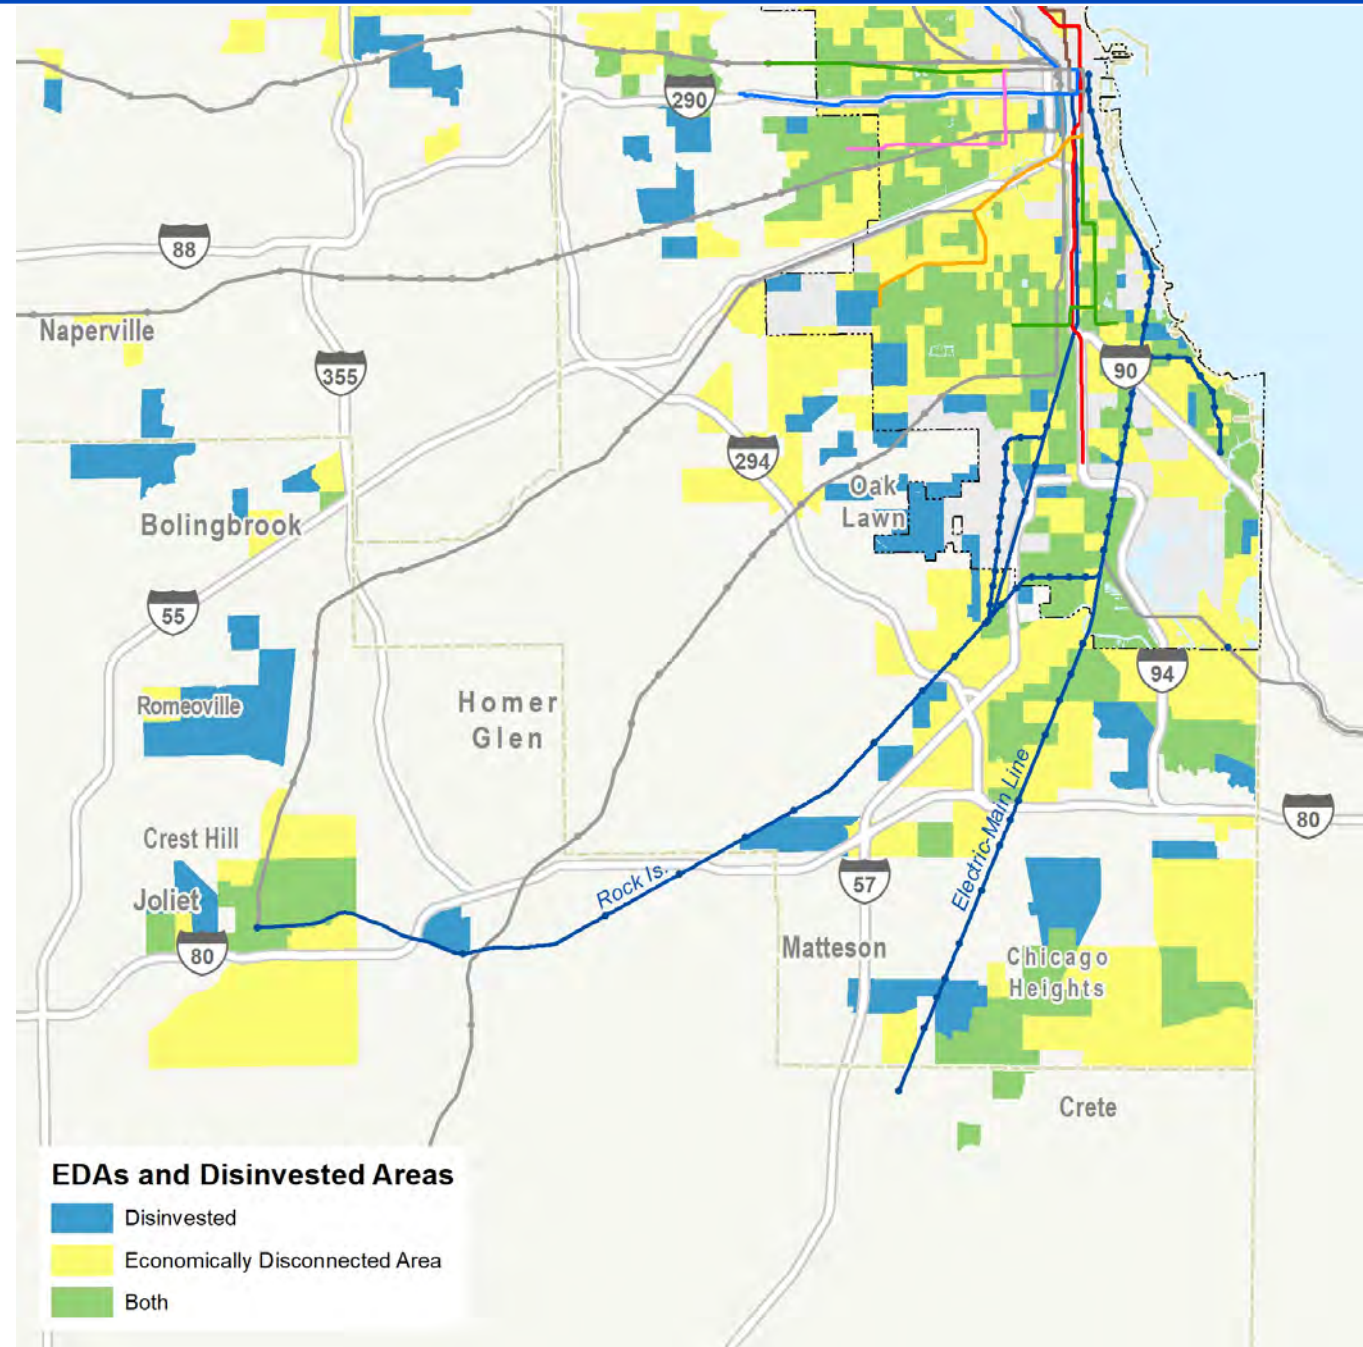 290
88
Naperville
355
90
294
Oak
Lawn
Bolingbrook
55
94
Romeoville
Homer
Glen
Electric-Main Line
80
Crest Hill
Rock Is.
57
Joliet
80
Matteson
Chicago
Heights
Crete
EDAs and Disinvested Areas
Disinvested
Economically Disconnected Area
Both